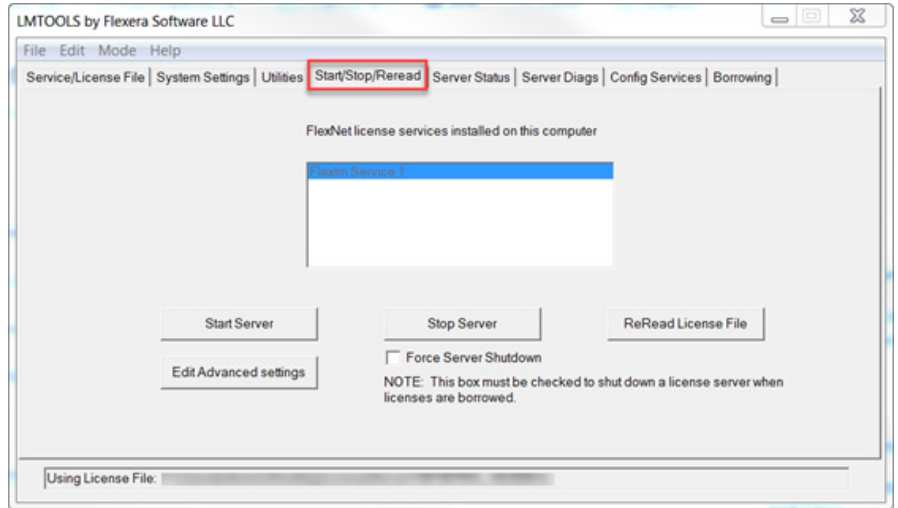 LMTOOLS by Flexera Software LLC
File Edit Mode Help
Service/License File System Settings Utilities Start/Stop/Reread Server Status Server Diags Config Services Borrowing
FlexNet license services installed on this computer
Flexlm Service 1
Start Server Stop Server ReRead License File
Force Server Shutdown
Edit Advanced settings
NOTE: This box must be checked to shut down a license server when
licenses are borrowed.
Using License File: